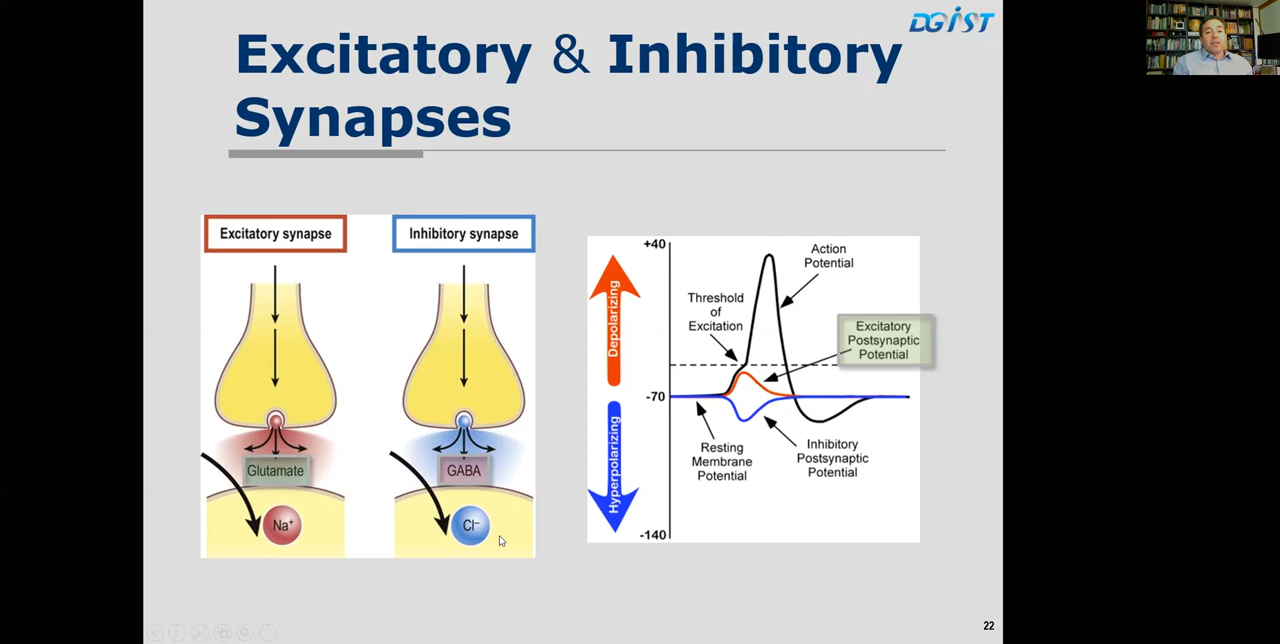 DGIST
Excitatory & Inhibitory
Synapses
Excitatory synapse
Inhibitory synapse
Glutamate
GABA
Na⁺
Cl⁻
+40
-70
-140
Depolarizing
Hyperpolarizing
Action
Potential
Threshold
of
Excitation
Excitatory
Postsynaptic
Potential
Resting
Membrane
Potential
Inhibitory
Postsynaptic
Potential
22